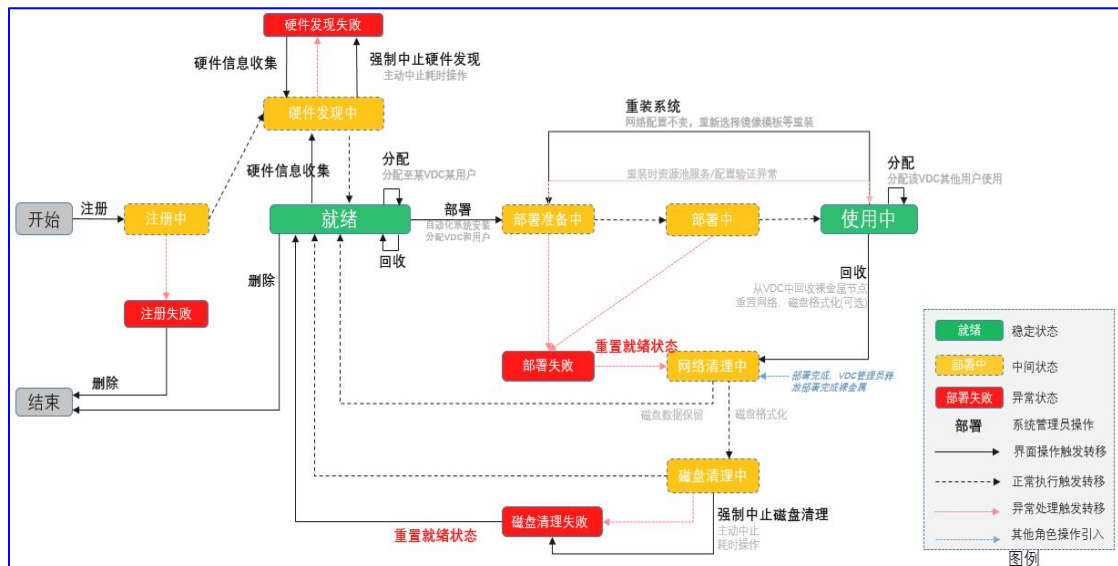 硬件发现失败
硬件信息收集
强制中止硬件发现
主动中止耗时操作
硬件发现中
重装系统
网络配置不变，重新选择镜像模板等重装
硬件信息收集
分配
分配至某VDC某用户
重装时资源池服务/配置验证异常
分配
分配该VDC其他用户使用
开始
注册
注册中
就绪
部署
自动化系统安装
分配VDC和用户
部署准备中
部署中
使用中
回收
删除
回收
从VDC中回收裸金属节点
重置网络、磁盘格式化(可选)
注册失败
就绪
稳定状态
部署失败
重置就绪状态
网络清理中
部署完成，VDC管理员释
放部署完成裸金属
部署中
中间状态
删除
结束
磁盘数据保留
磁盘格式化
部署失败
异常状态
部署
系统管理员操作
界面操作触发转移
磁盘清理中
正常执行触发转移
强制中止磁盘清理
主动中止
耗时操作
磁盘清理失败
重置就绪状态
异常处理触发转移
其他角色操作引入
图例